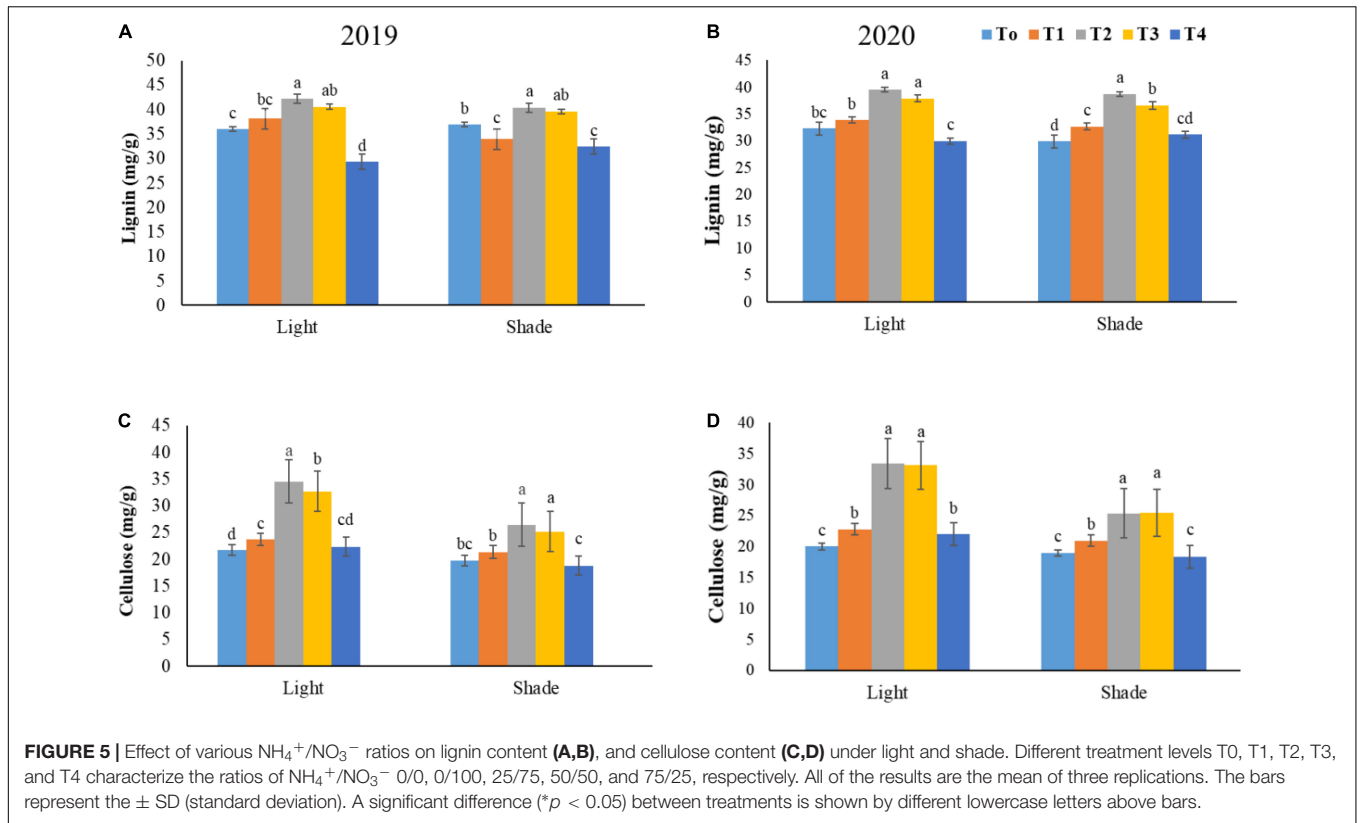 A
2019
B
2020
To T1 T2 T3 T4
Lignin (mg/g)
50
45
40
35
30
25
20
15
10
5
0
c bc a ab d
b c a ab c
Light Shade
Lignin (mg/g)
45
40
35
30
25
20
15
10
5
0
bc b a a c
d c a b cd
Light Shade
C
Cellulose (mg/g)
45
40
35
30
25
20
15
10
5
0
d c a b cd
bc b a a c
Light Shade
D
Cellulose (mg/g)
40
35
30
25
20
15
10
5
0
c b a a b
c b a a c
Light Shade
FIGURE 5 | Effect of various NH₄⁺/NO₃⁻ ratios on lignin content (A,B), and cellulose content (C,D) under light and shade. Different treatment levels T0, T1, T2, T3,
and T4 characterize the ratios of NH₄⁺/NO₃⁻ 0/0, 0/100, 25/75, 50/50, and 75/25, respectively. All of the results are the mean of three replications. The bars
represent the ± SD (standard deviation). A significant difference (*p < 0.05) between treatments is shown by different lowercase letters above bars.